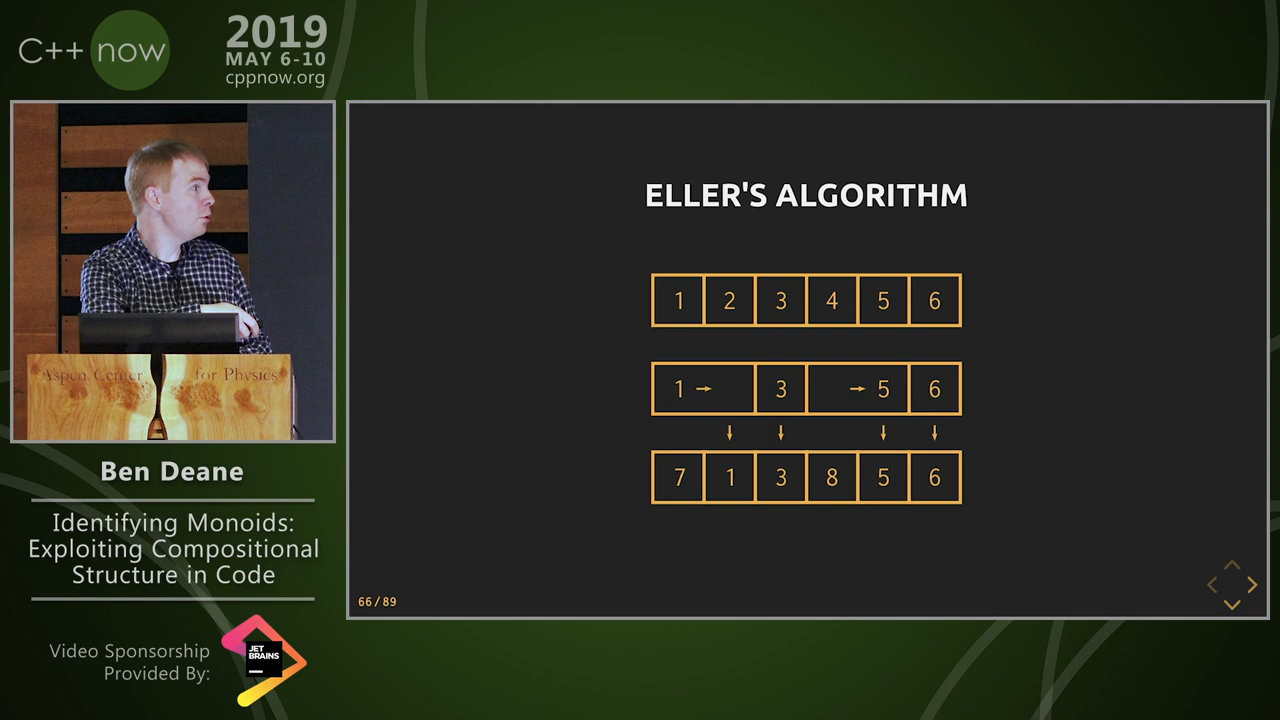 C++ now
2019
MAY 6-10
cppnow.org
Aspen Center for Physics
Ben Deane
Identifying Monoids:
Exploiting Compositional
Structure in Code
Video Sponsorship
Provided By:
JET
BRAINS
ELLER'S ALGORITHM
1 2 3 4 5 6
1 → 3 → 5 6
↓ ↓ ↓ ↓
7 1 3 8 5 6
66/89